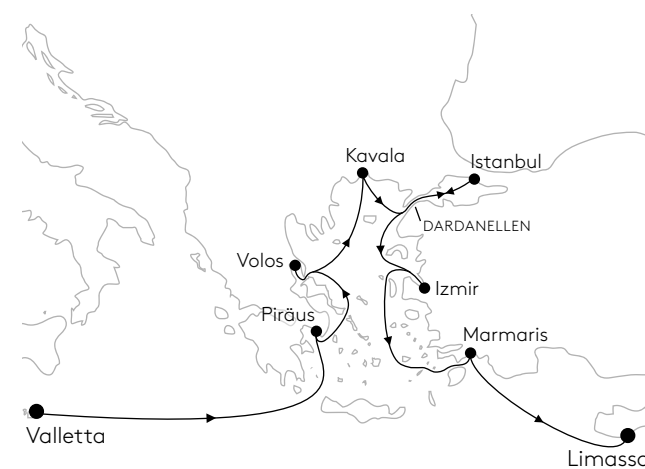 Kavala
Istanbul
DARDANELLEN
Volos
Izmir
Piräus
Marmaris
Valletta
Limasso